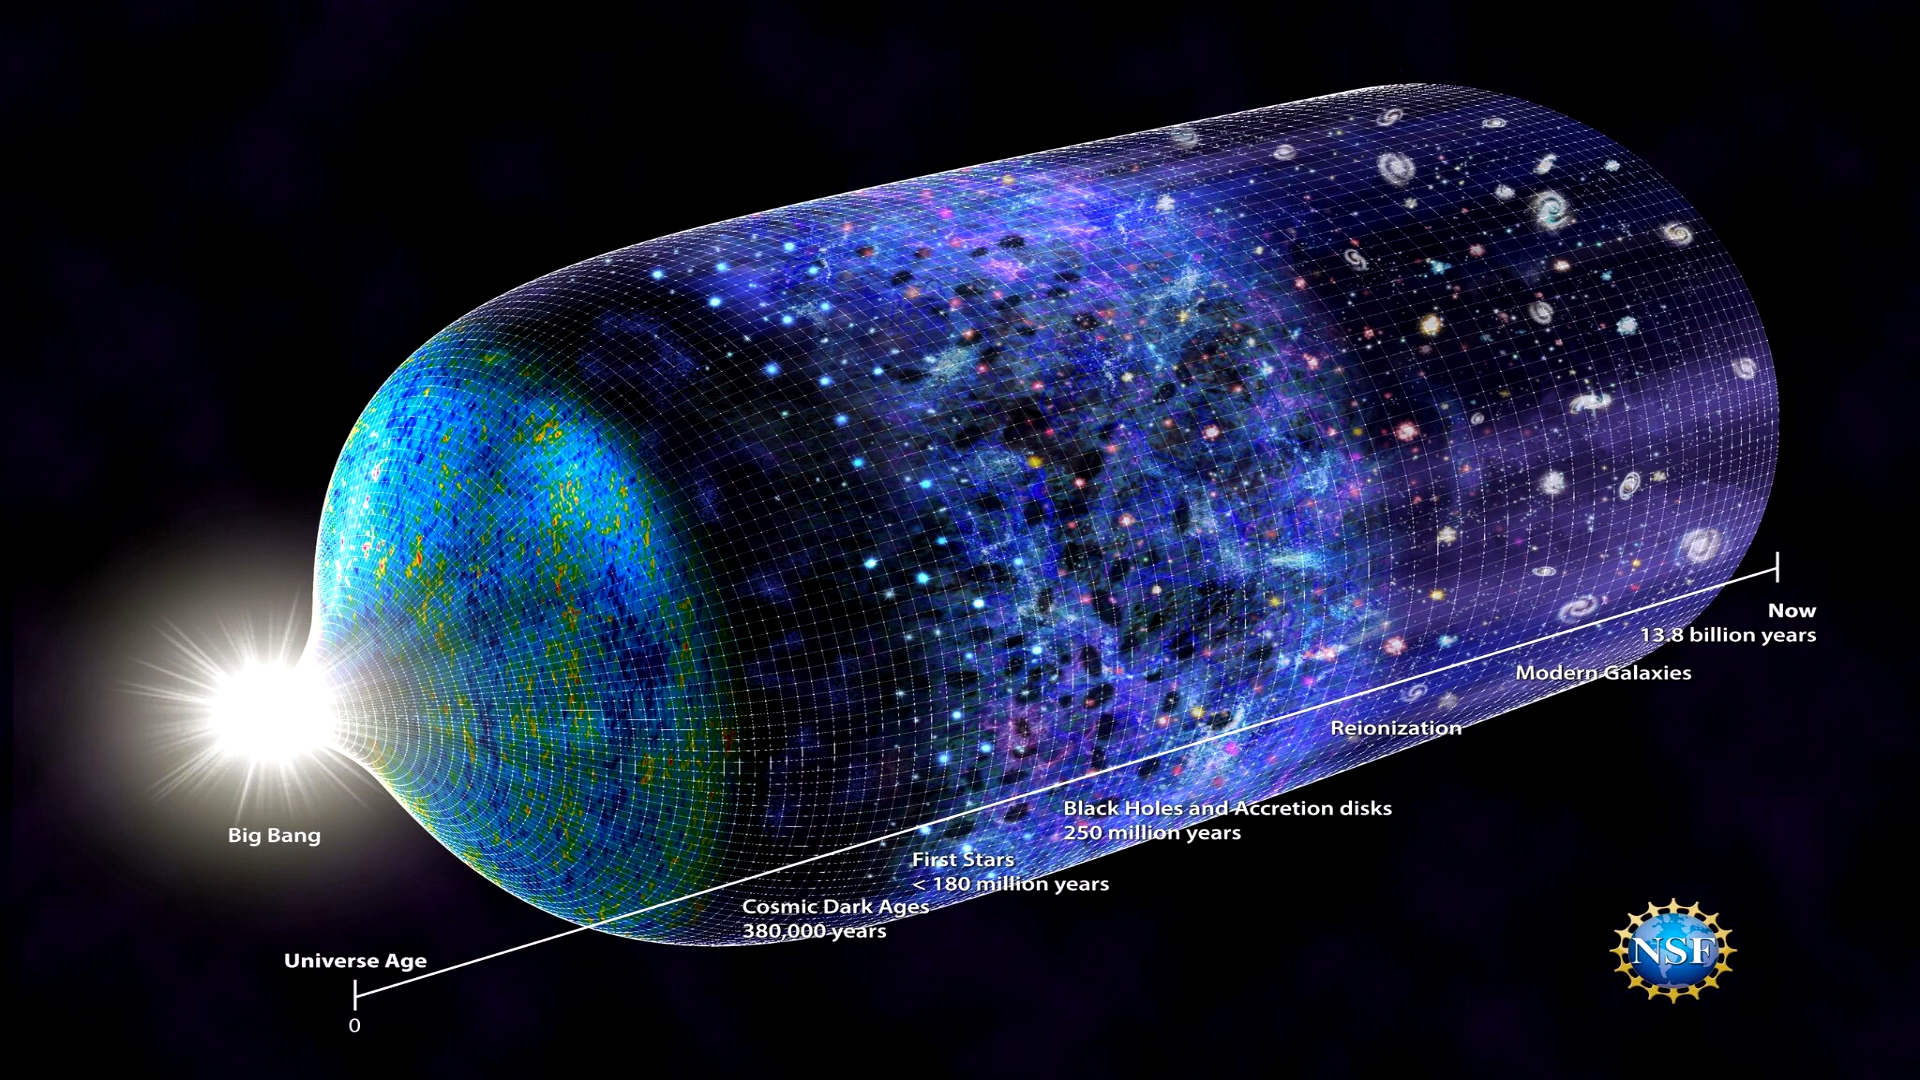 Big Bang
Universe Age
0
Cosmic Dark Ages
380,000 years
First Stars
< 180 million years
Black Holes and Accretion disks
250 million years
Reionization
Modern Galaxies
Now
13.8 billion years
NSF